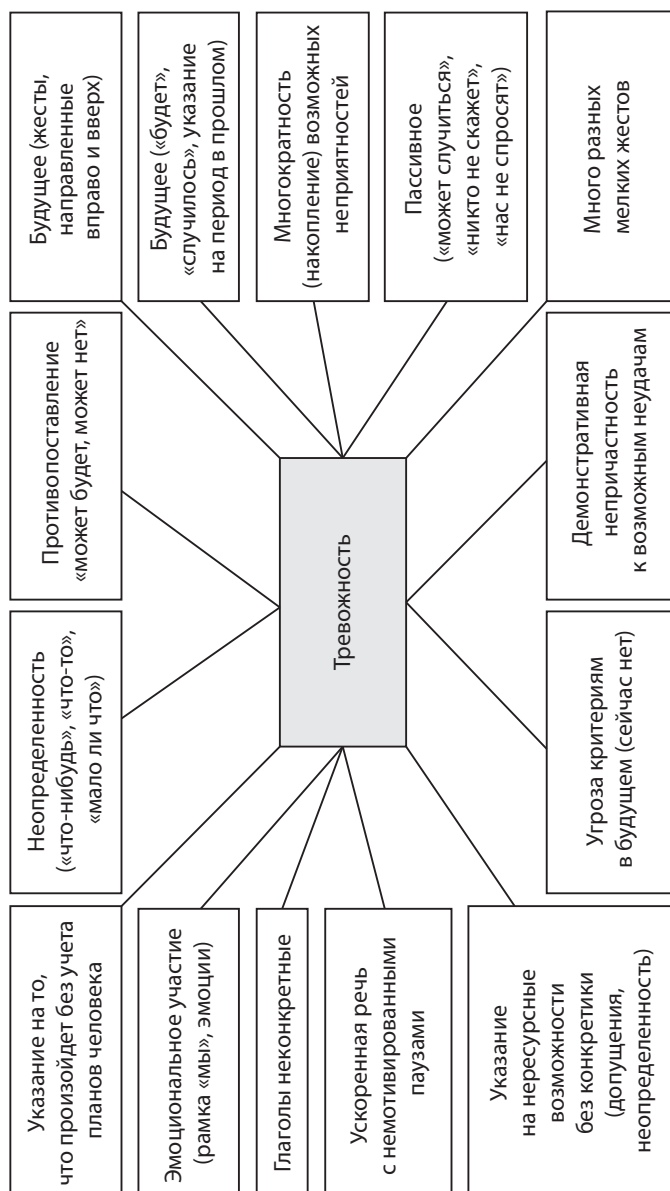 Указание на то,
что произойдет без учета
планов человека
Неопределенность
(«что-нибудь», «что-то»,
«мало ли что»)
Противопоставление
«может будет, может нет»
Будущее (жесты,
направленные
вправо и вверх)
Эмоциональное участие
(рамка «мы», эмоции)
Будущее («будет»,
«случилось», указание
на период в прошлом)
Глаголы неконкретные
Тревожность
Многократность
(накопление) возможных
неприятностей
Ускоренная речь
с немотивированными
паузами
Пассивное
(«может случиться»,
«никто не скажет»,
«нас не спросят»)
Указание
на нересурсные
возможности
без конкретики
(допущения,
неопределенность)
Угроза критериям
в будущем (сейчас нет)
Демонстративная
непричастность
к возможным неудачам
Много разных
мелких жестов